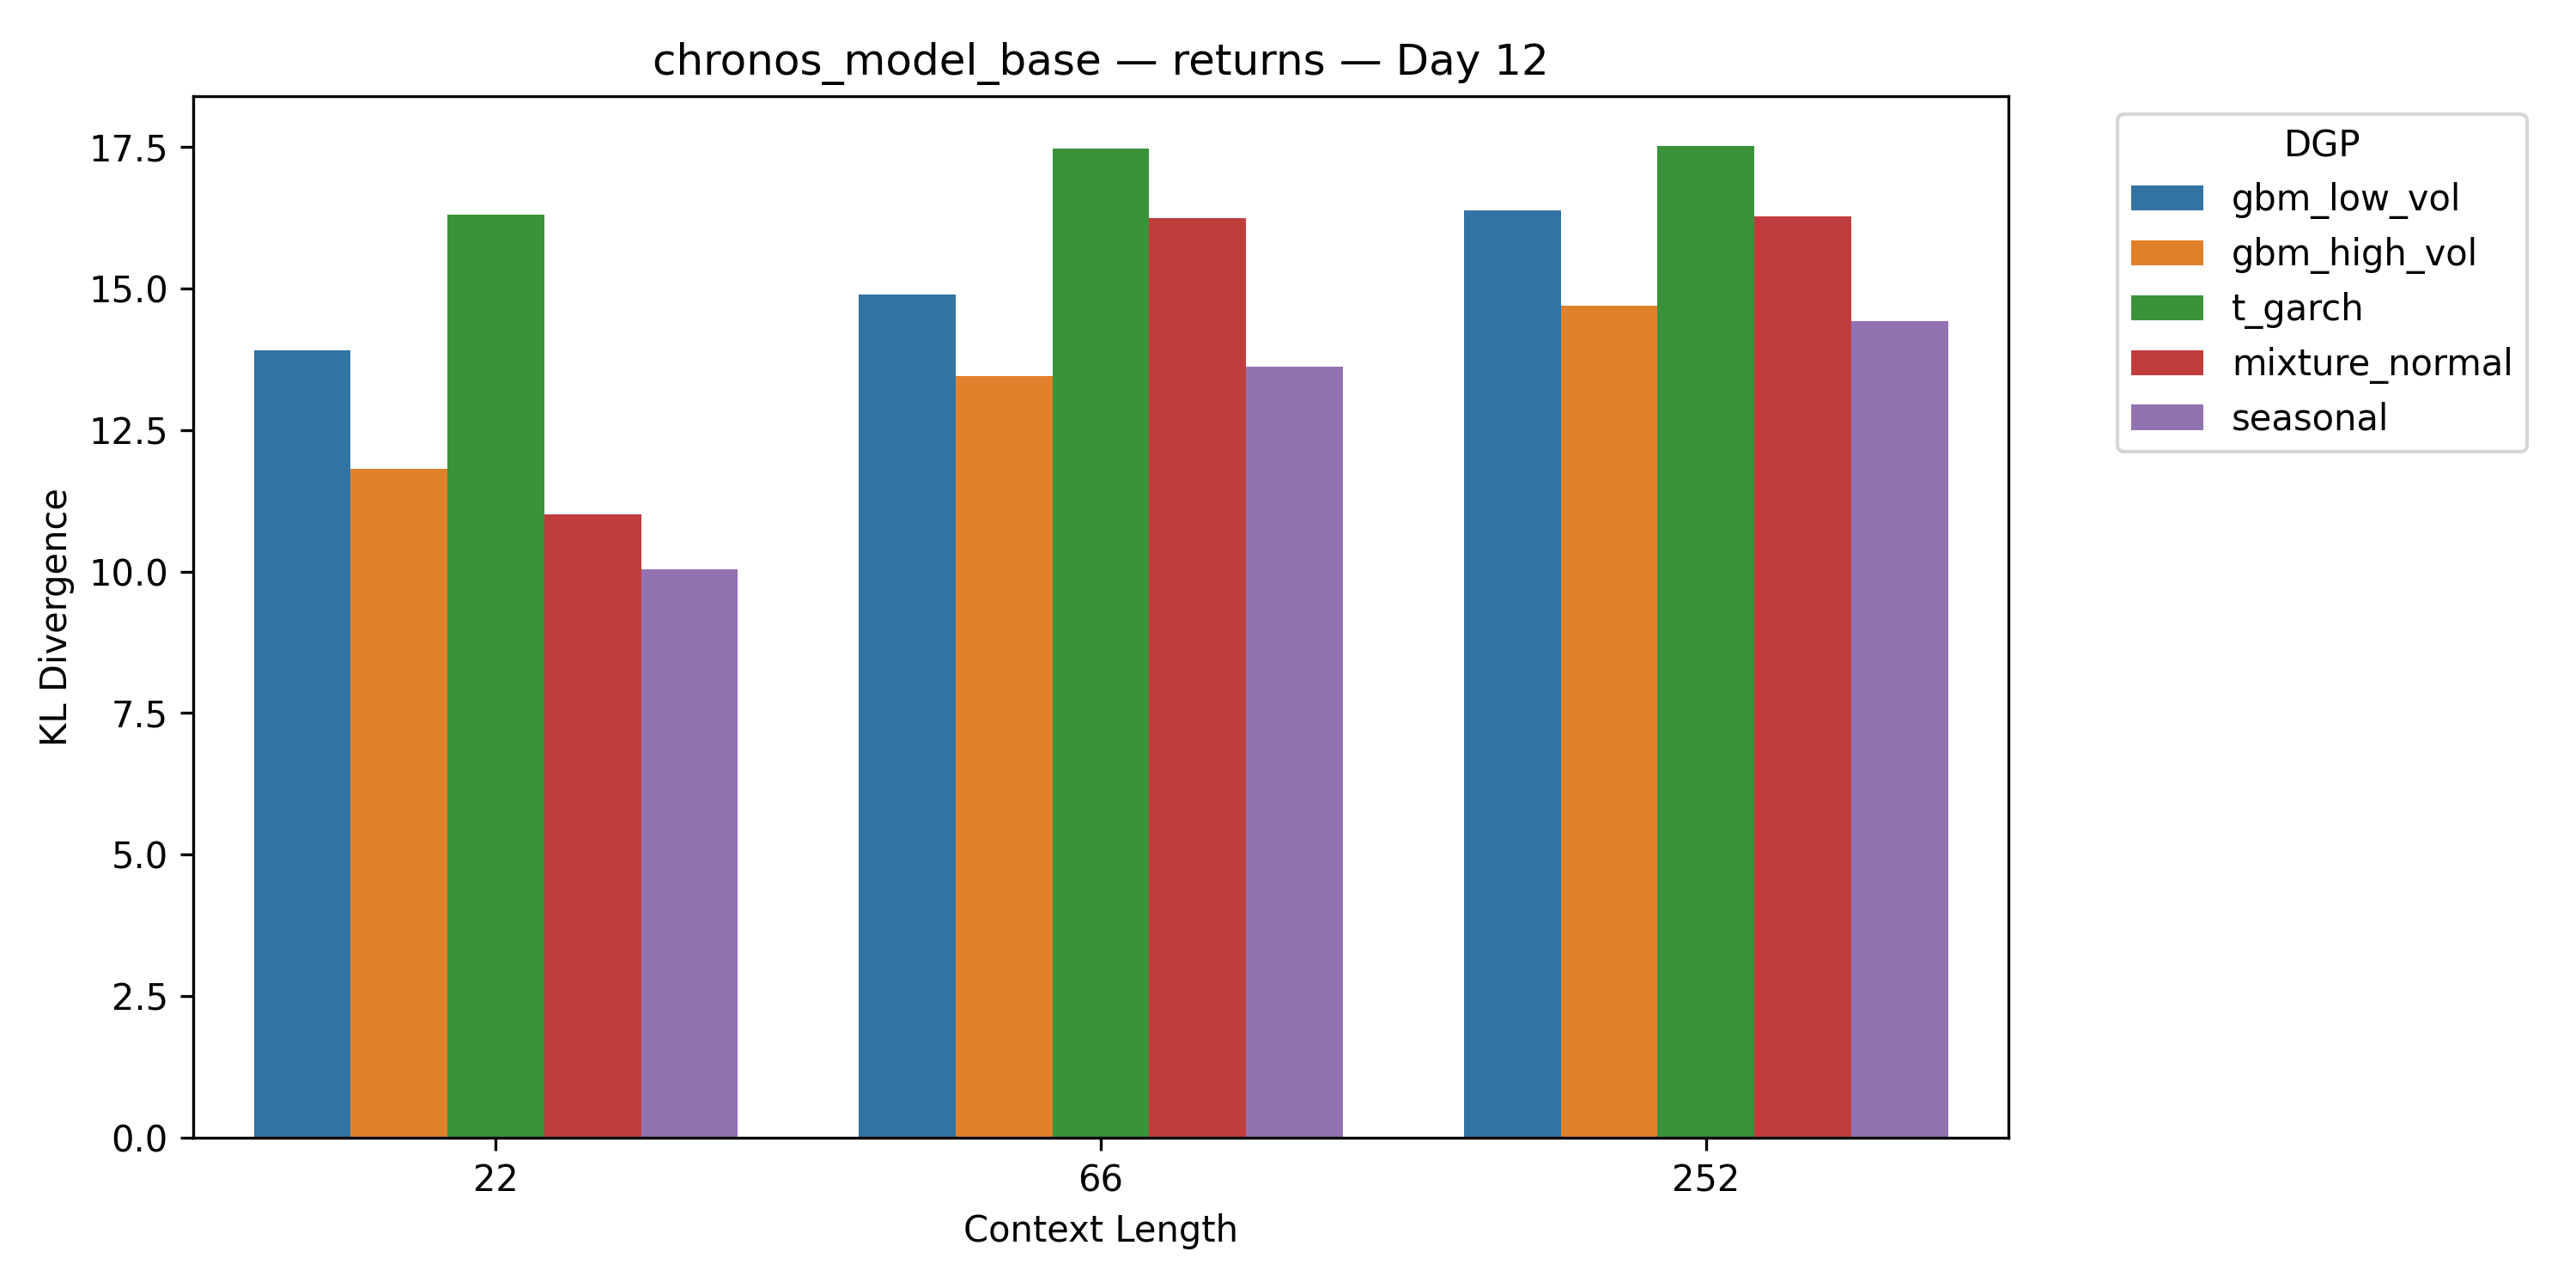 chronos_model_base — returns — Day 12
KL Divergence
17.5
15.0
12.5
10.0
7.5
5.0
2.5
0.0
22
66
252
Context Length
DGP
gbm_low_vol
gbm_high_vol
t_garch
mixture_normal
seasonal